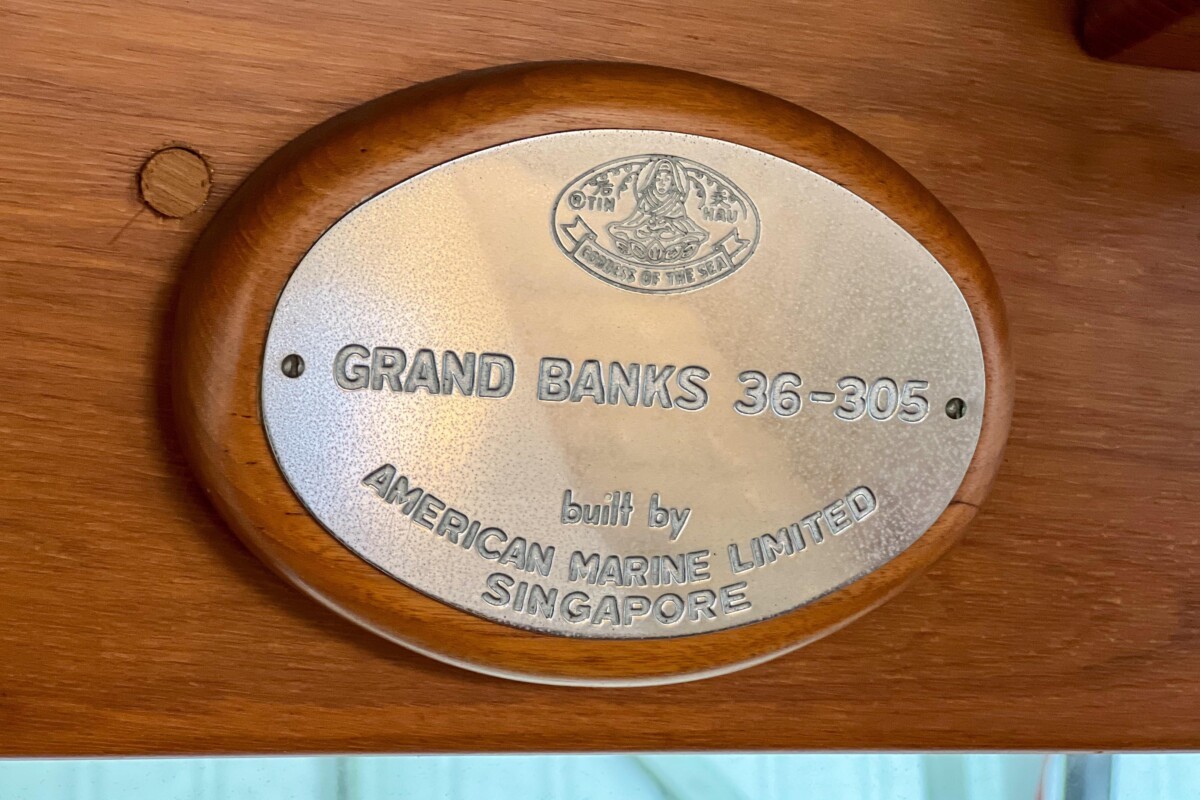 ®TIN HAU
GODDESS OF THE SEA
GRAND BANKS 36-305
built by
AMERICAN MARINE LIMITED
SINGAPORE